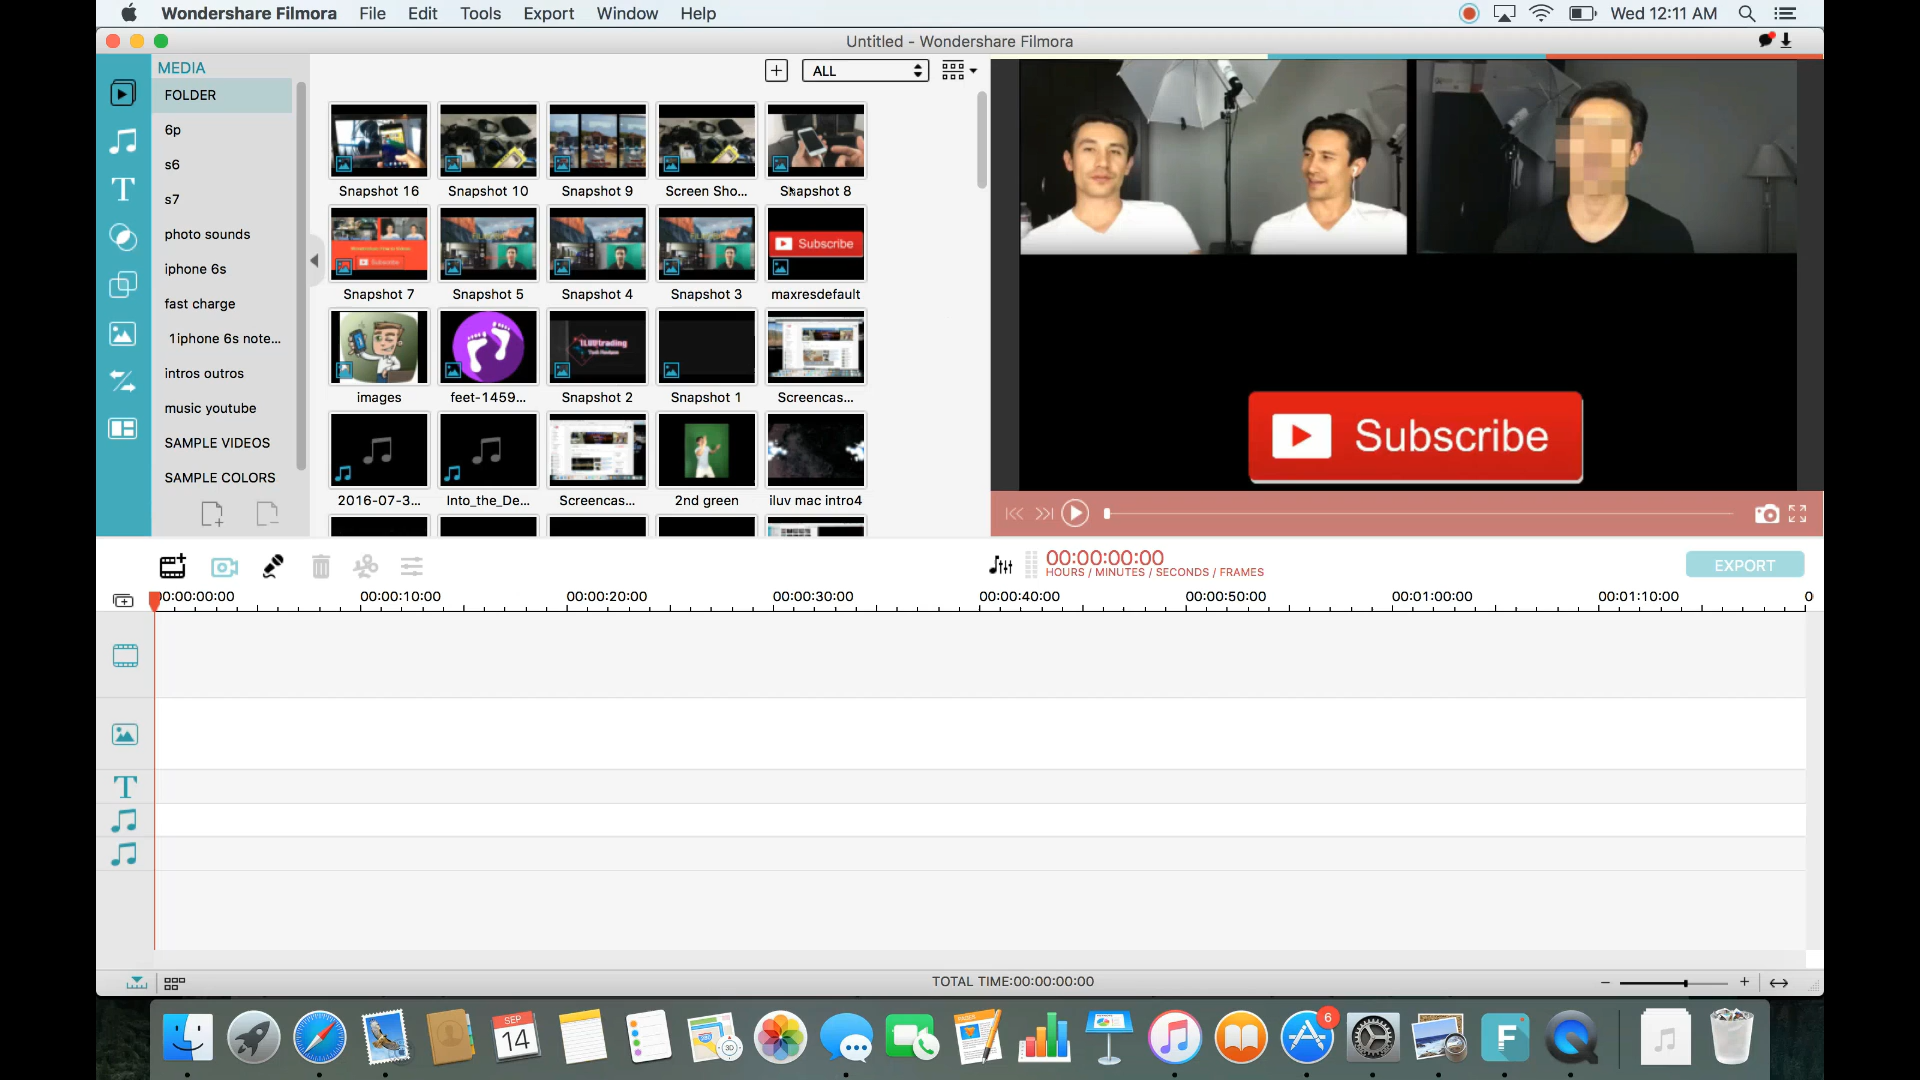 Wondershare Filmora File Edit Tools Export Window Help
Wed 12:11 AM
Untitled - Wondershare Filmora
MEDIA
FOLDER
6p
s6
s7
photo sounds
iphone 6s
fast charge
1iphone 6s note...
intros outros
music youtube
SAMPLE VIDEOS
SAMPLE COLORS
ALL
Snapshot 16 Snapshot 10 Snapshot 9 Screen Sho... Snapshot 8
Subscribe
Snapshot 7 Snapshot 5 Snapshot 4 Snapshot 3 maxresdefault
images feet-1459... Snapshot 2 Snapshot 1 Screencas...
2016-07-3... Into_the_De... Screencas... 2nd green iluv mac intro4
Subscribe
00:00:00:00
HOURS / MINUTES / SECONDS / FRAMES
EXPORT
00:00:00:00 00:00:10:00 00:00:20:00 00:00:30:00 00:00:40:00 00:00:50:00 00:01:00:00 00:01:10:00 0
T
TOTAL TIME:00:00:00:00
SEP
14
3D
6
F